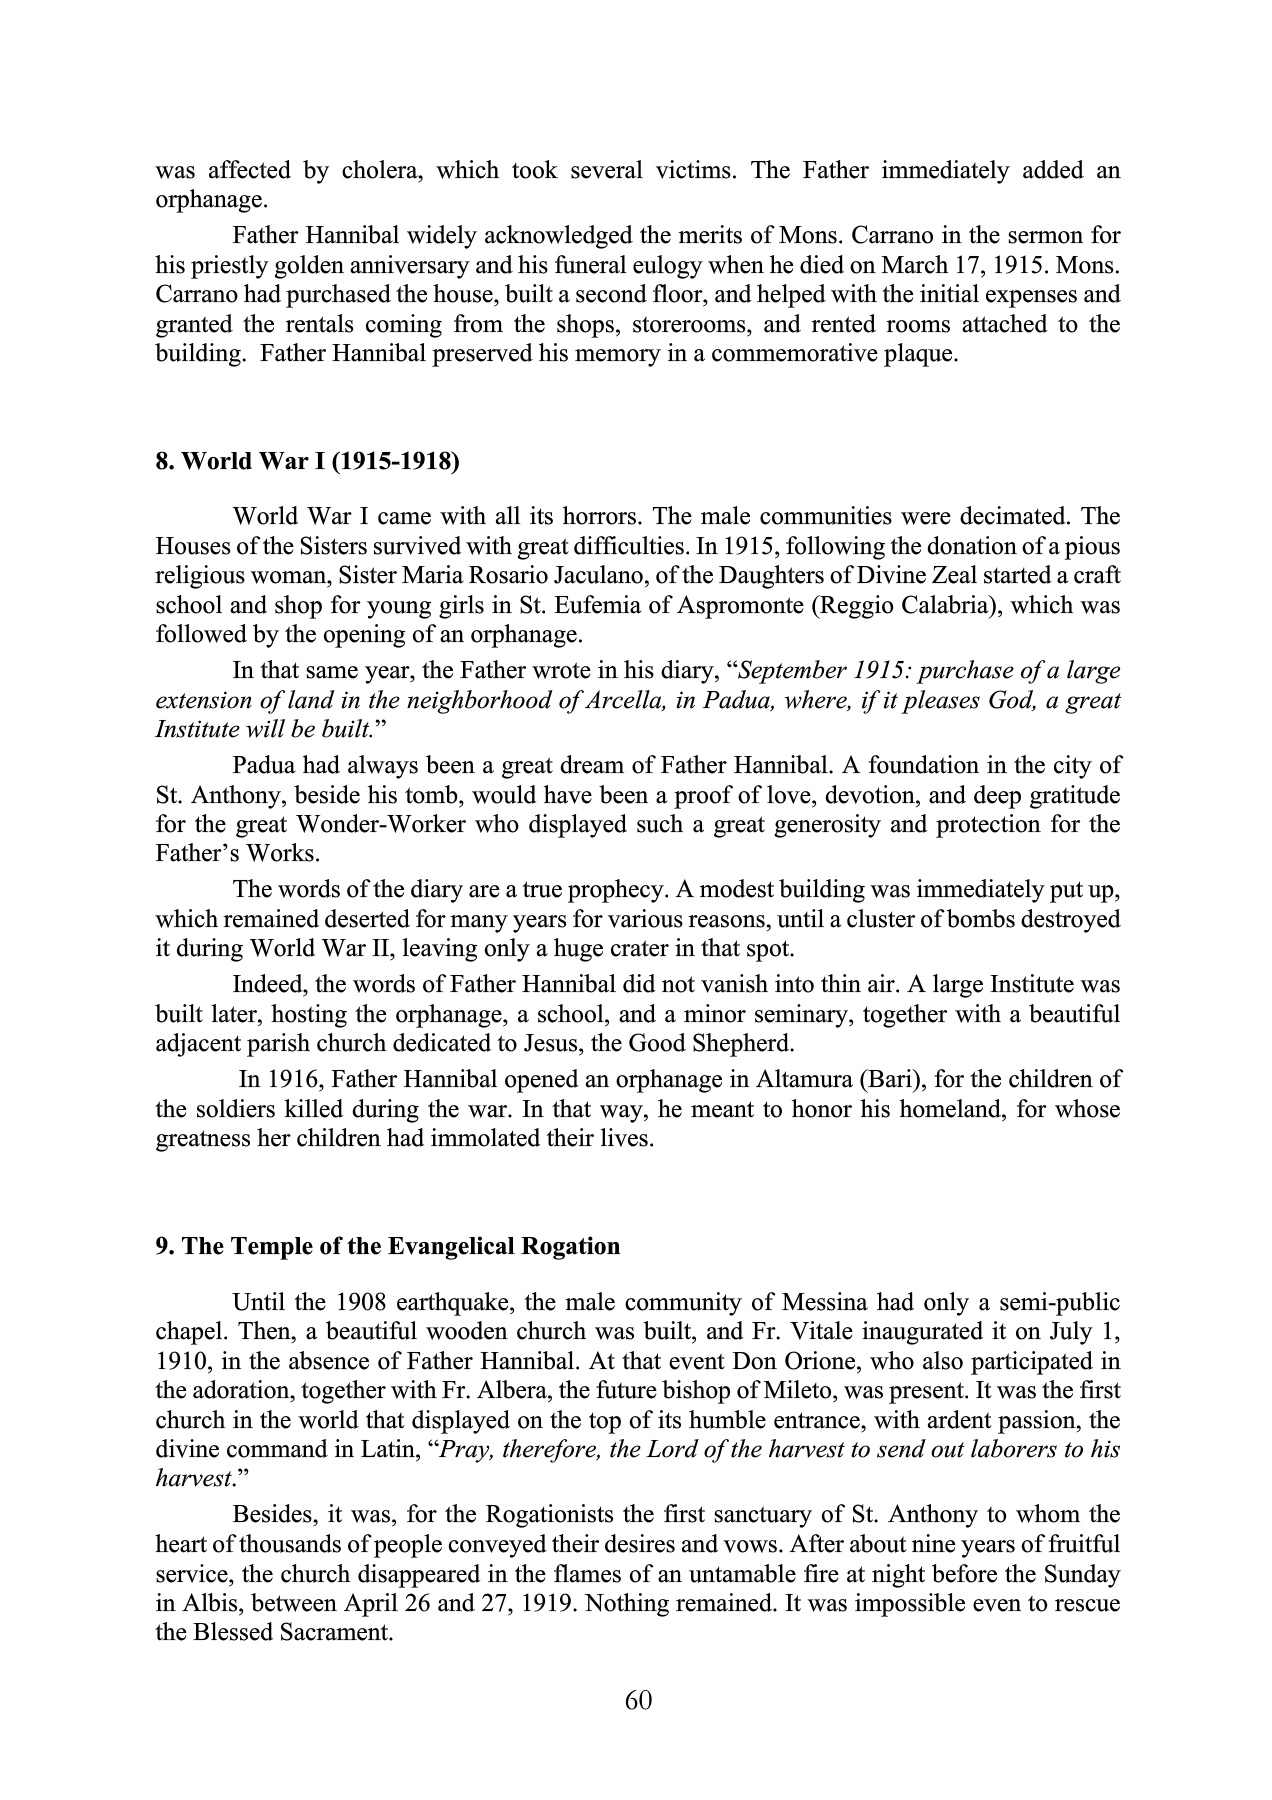 was affected by cholera, which took several victims. The Father immediately added an
orphanage.
Father Hannibal widely acknowledged the merits of Mons. Carrano in the sermon for
his priestly golden anniversary and his funeral eulogy when he died on March 17, 1915. Mons.
Carrano had purchased the house, built a second floor, and helped with the initial expenses and
granted the rentals coming from the shops, storerooms, and rented rooms attached to the
building.  Father Hannibal preserved his memory in a commemorative plaque.
8. World War I (1915-1918)
World War I came with all its horrors. The male communities were decimated. The
Houses of the Sisters survived with great difficulties. In 1915, following the donation of a pious
religious woman, Sister Maria Rosario Jaculano, of the Daughters of Divine Zeal started a craft
school and shop for young girls in St. Eufemia of Aspromonte (Reggio Calabria), which was
followed by the opening of an orphanage.
In that same year, the Father wrote in his diary, “September 1915: purchase of a large
extension of land in the neighborhood of Arcella, in Padua, where, if it pleases God, a great
Institute will be built.”
Padua had always been a great dream of Father Hannibal. A foundation in the city of
St. Anthony, beside his tomb, would have been a proof of love, devotion, and deep gratitude
for the great Wonder-Worker who displayed such a great generosity and protection for the
Father’s Works.
The words of the diary are a true prophecy. A modest building was immediately put up,
which remained deserted for many years for various reasons, until a cluster of bombs destroyed
it during World War II, leaving only a huge crater in that spot.
Indeed, the words of Father Hannibal did not vanish into thin air. A large Institute was
built later, hosting the orphanage, a school, and a minor seminary, together with a beautiful
adjacent parish church dedicated to Jesus, the Good Shepherd.
In 1916, Father Hannibal opened an orphanage in Altamura (Bari), for the children of
the soldiers killed during the war. In that way, he meant to honor his homeland, for whose
greatness her children had immolated their lives.
9. The Temple of the Evangelical Rogation
Until the 1908 earthquake, the male community of Messina had only a semi-public
chapel. Then, a beautiful wooden church was built, and Fr. Vitale inaugurated it on July 1,
1910, in the absence of Father Hannibal. At that event Don Orione, who also participated in
the adoration, together with Fr. Albera, the future bishop of Mileto, was present. It was the first
church in the world that displayed on the top of its humble entrance, with ardent passion, the
divine command in Latin, “Pray, therefore, the Lord of the harvest to send out laborers to his
harvest.”
Besides, it was, for the Rogationists the first sanctuary of St. Anthony to whom the
heart of thousands of people conveyed their desires and vows. After about nine years of fruitful
service, the church disappeared in the flames of an untamable fire at night before the Sunday
in Albis, between April 26 and 27, 1919. Nothing remained. It was impossible even to rescue
the Blessed Sacrament.
60